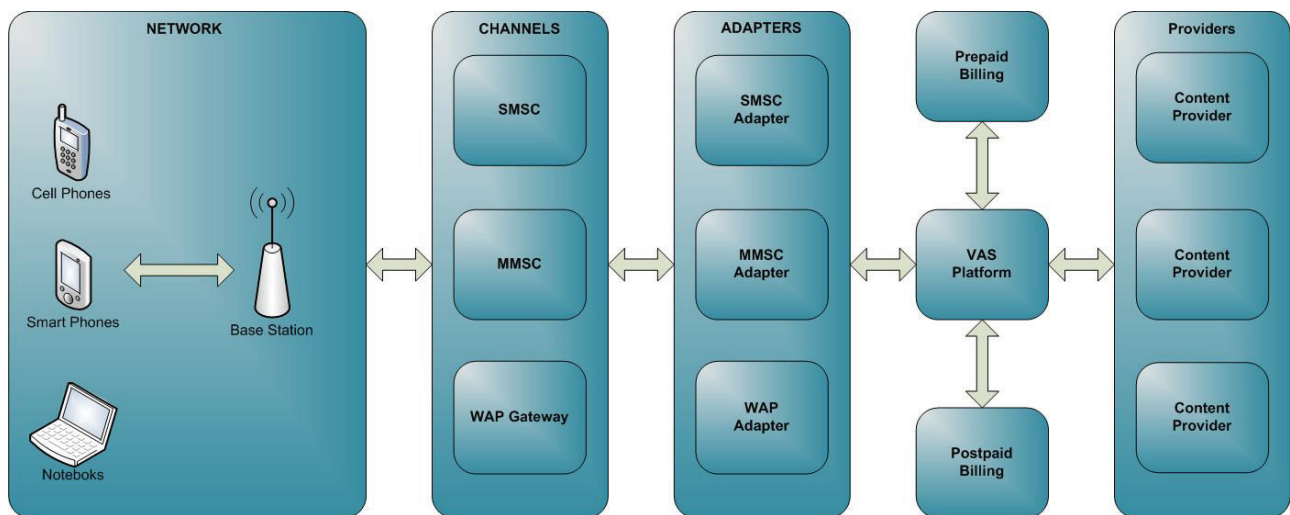 NETWORK
Cell Phones
Smart Phones
Base Station
Noteboks
CHANNELS
SMSC
MMSC
WAP Gateway
ADAPTERS
SMSC
Adapter
MMSC
Adapter
WAP
Adapter
Prepaid
Billing
VAS
Platform
Postpaid
Billing
Providers
Content
Provider
Content
Provider
Content
Provider